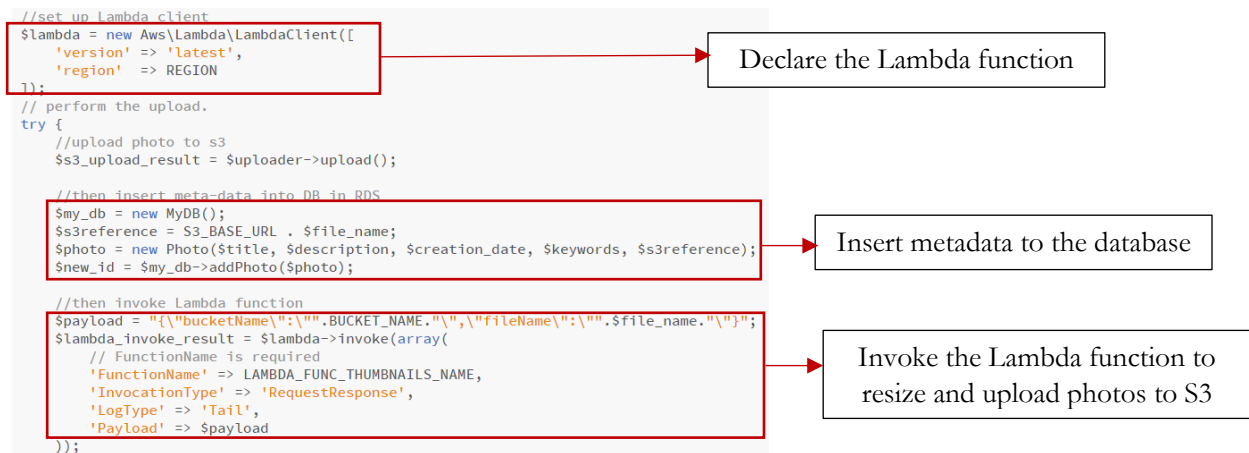 //set up Lambda client
$lambda = new Aws\Lambda\LambdaClient([
    'version' => 'latest',
    'region'  => REGION
]);
// perform the upload.
try {
    //upload photo to s3
    $s3_upload_result = $uploader->upload();
    //then insert meta-data into DB in RDS
    $my_db = new MyDB();
    $s3reference = S3_BASE_URL . $file_name;
    $photo = new Photo($title, $description, $creation_date, $keywords, $s3reference);
    $new_id = $my_db->addPhoto($photo);
    //then invoke Lambda function
    $payload = "{\"bucketName\":\"".BUCKET_NAME."\",\"fileName\":\"".$file_name."\"}";
    $lambda_invoke_result = $lambda->invoke(array(
        // FunctionName is required
        'FunctionName' => LAMBDA_FUNC_THUMBNAILS_NAME,
        'InvocationType' => 'RequestResponse',
        'LogType' => 'Tail',
        'Payload' => $payload
    ));
Declare the Lambda function
Insert metadata to the database
Invoke the Lambda function to
resize and upload photos to S3